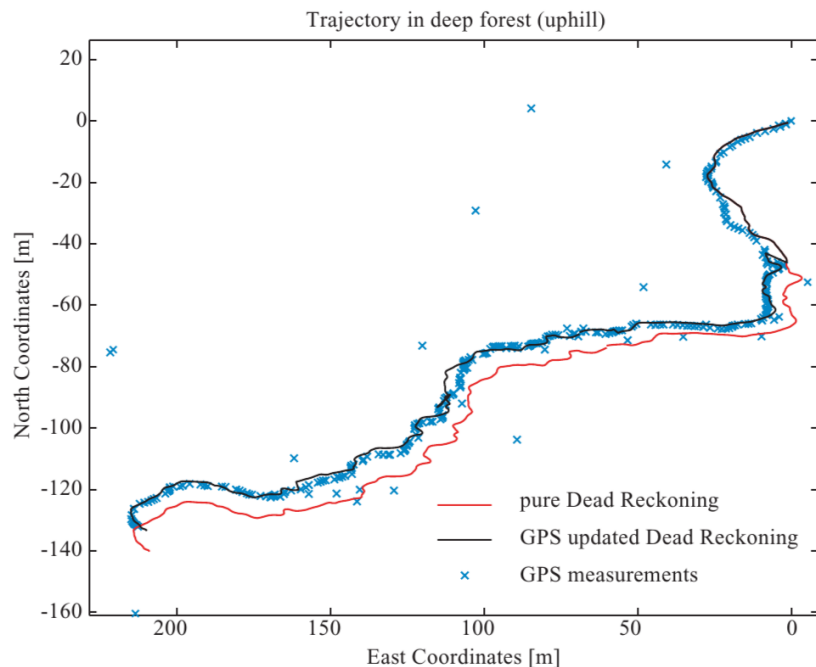 Trajectory in deep forest (uphill)
20
0
-20
-40
-60
-80
-100
-120
-140
-160
North Coordinates [m]
pure Dead Reckoning
GPS updated Dead Reckoning
GPS measurements
200 150 100 50 0
East Coordinates [m]